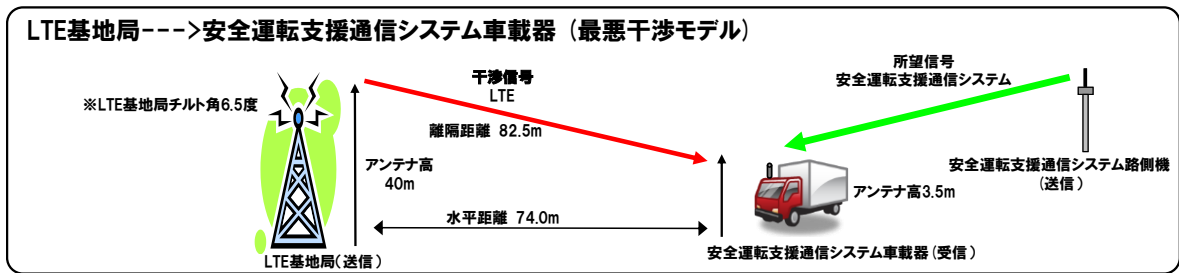 LTE基地局--->安全運転支援通信システム車載器 (最悪干渉モデル)
※LTE基地局チルト角6.5度
干渉信号
LTE
離隔距離 82.5m
アンテナ高
40m
水平距離 74.0m
LTE基地局(送信)
所望信号
安全運転支援通信システム
アンテナ高3.5m
安全運転支援通信システム路側機
(送信)
安全運転支援通信システム車載器(受信)